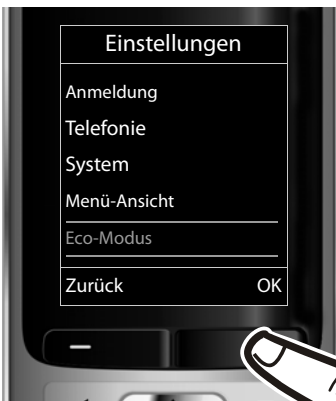 Einstellungen
Anmeldung
Telefonie
System
Menü-Ansicht
Eco-Modus
Zurück OK